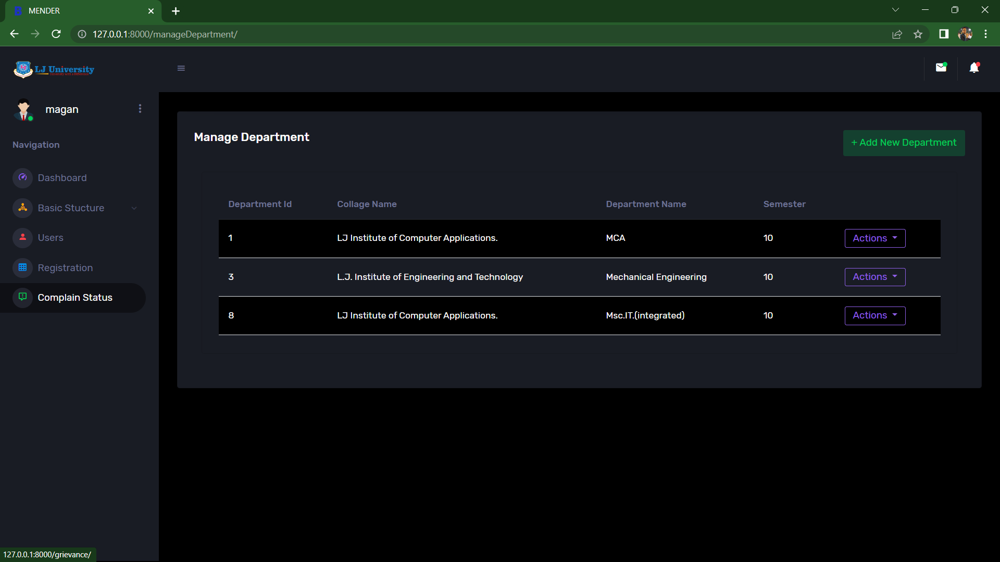 MENDER
127.0.0.1:8000/manageDepartment/
LJ University
University with a Difference
magan
Navigation
Dashboard
Basic Stucture
Users
Registration
Complain Status
Manage Department
+ Add New Department
Department Id Collage Name Department Name Semester
1 LJ Institute of Computer Applications. MCA 10 Actions
3 L.J. Institute of Engineering and Technology Mechanical Engineering 10 Actions
8 LJ Institute of Computer Applications. Msc.IT.(integrated) 10 Actions
127.0.0.1:8000/grievance/